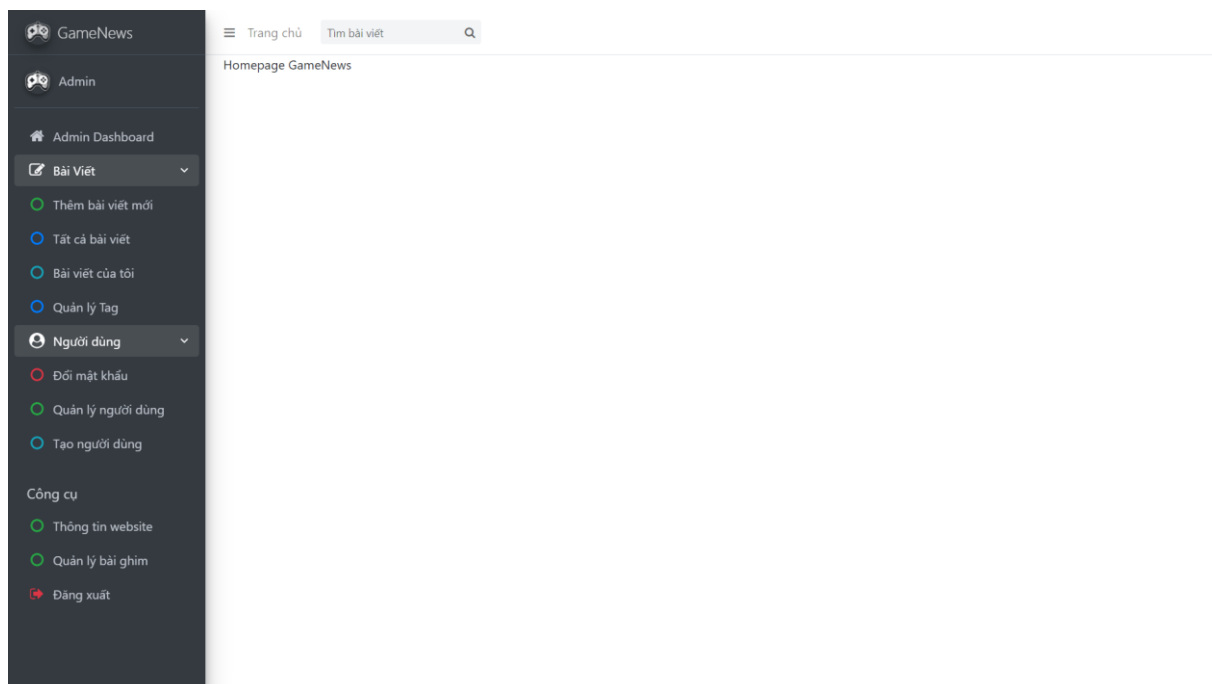 GameNews
Admin
Admin Dashboard
Bài Viết
Thêm bài viết mới
Tất cả bài viết
Bài viết của tôi
Quản lý Tag
Người dùng
Đổi mật khẩu
Quản lý người dùng
Tạo người dùng
Công cụ
Thông tin website
Quản lý bài ghim
Đăng xuất
Trang chủ Tìm bài viết
Homepage GameNews